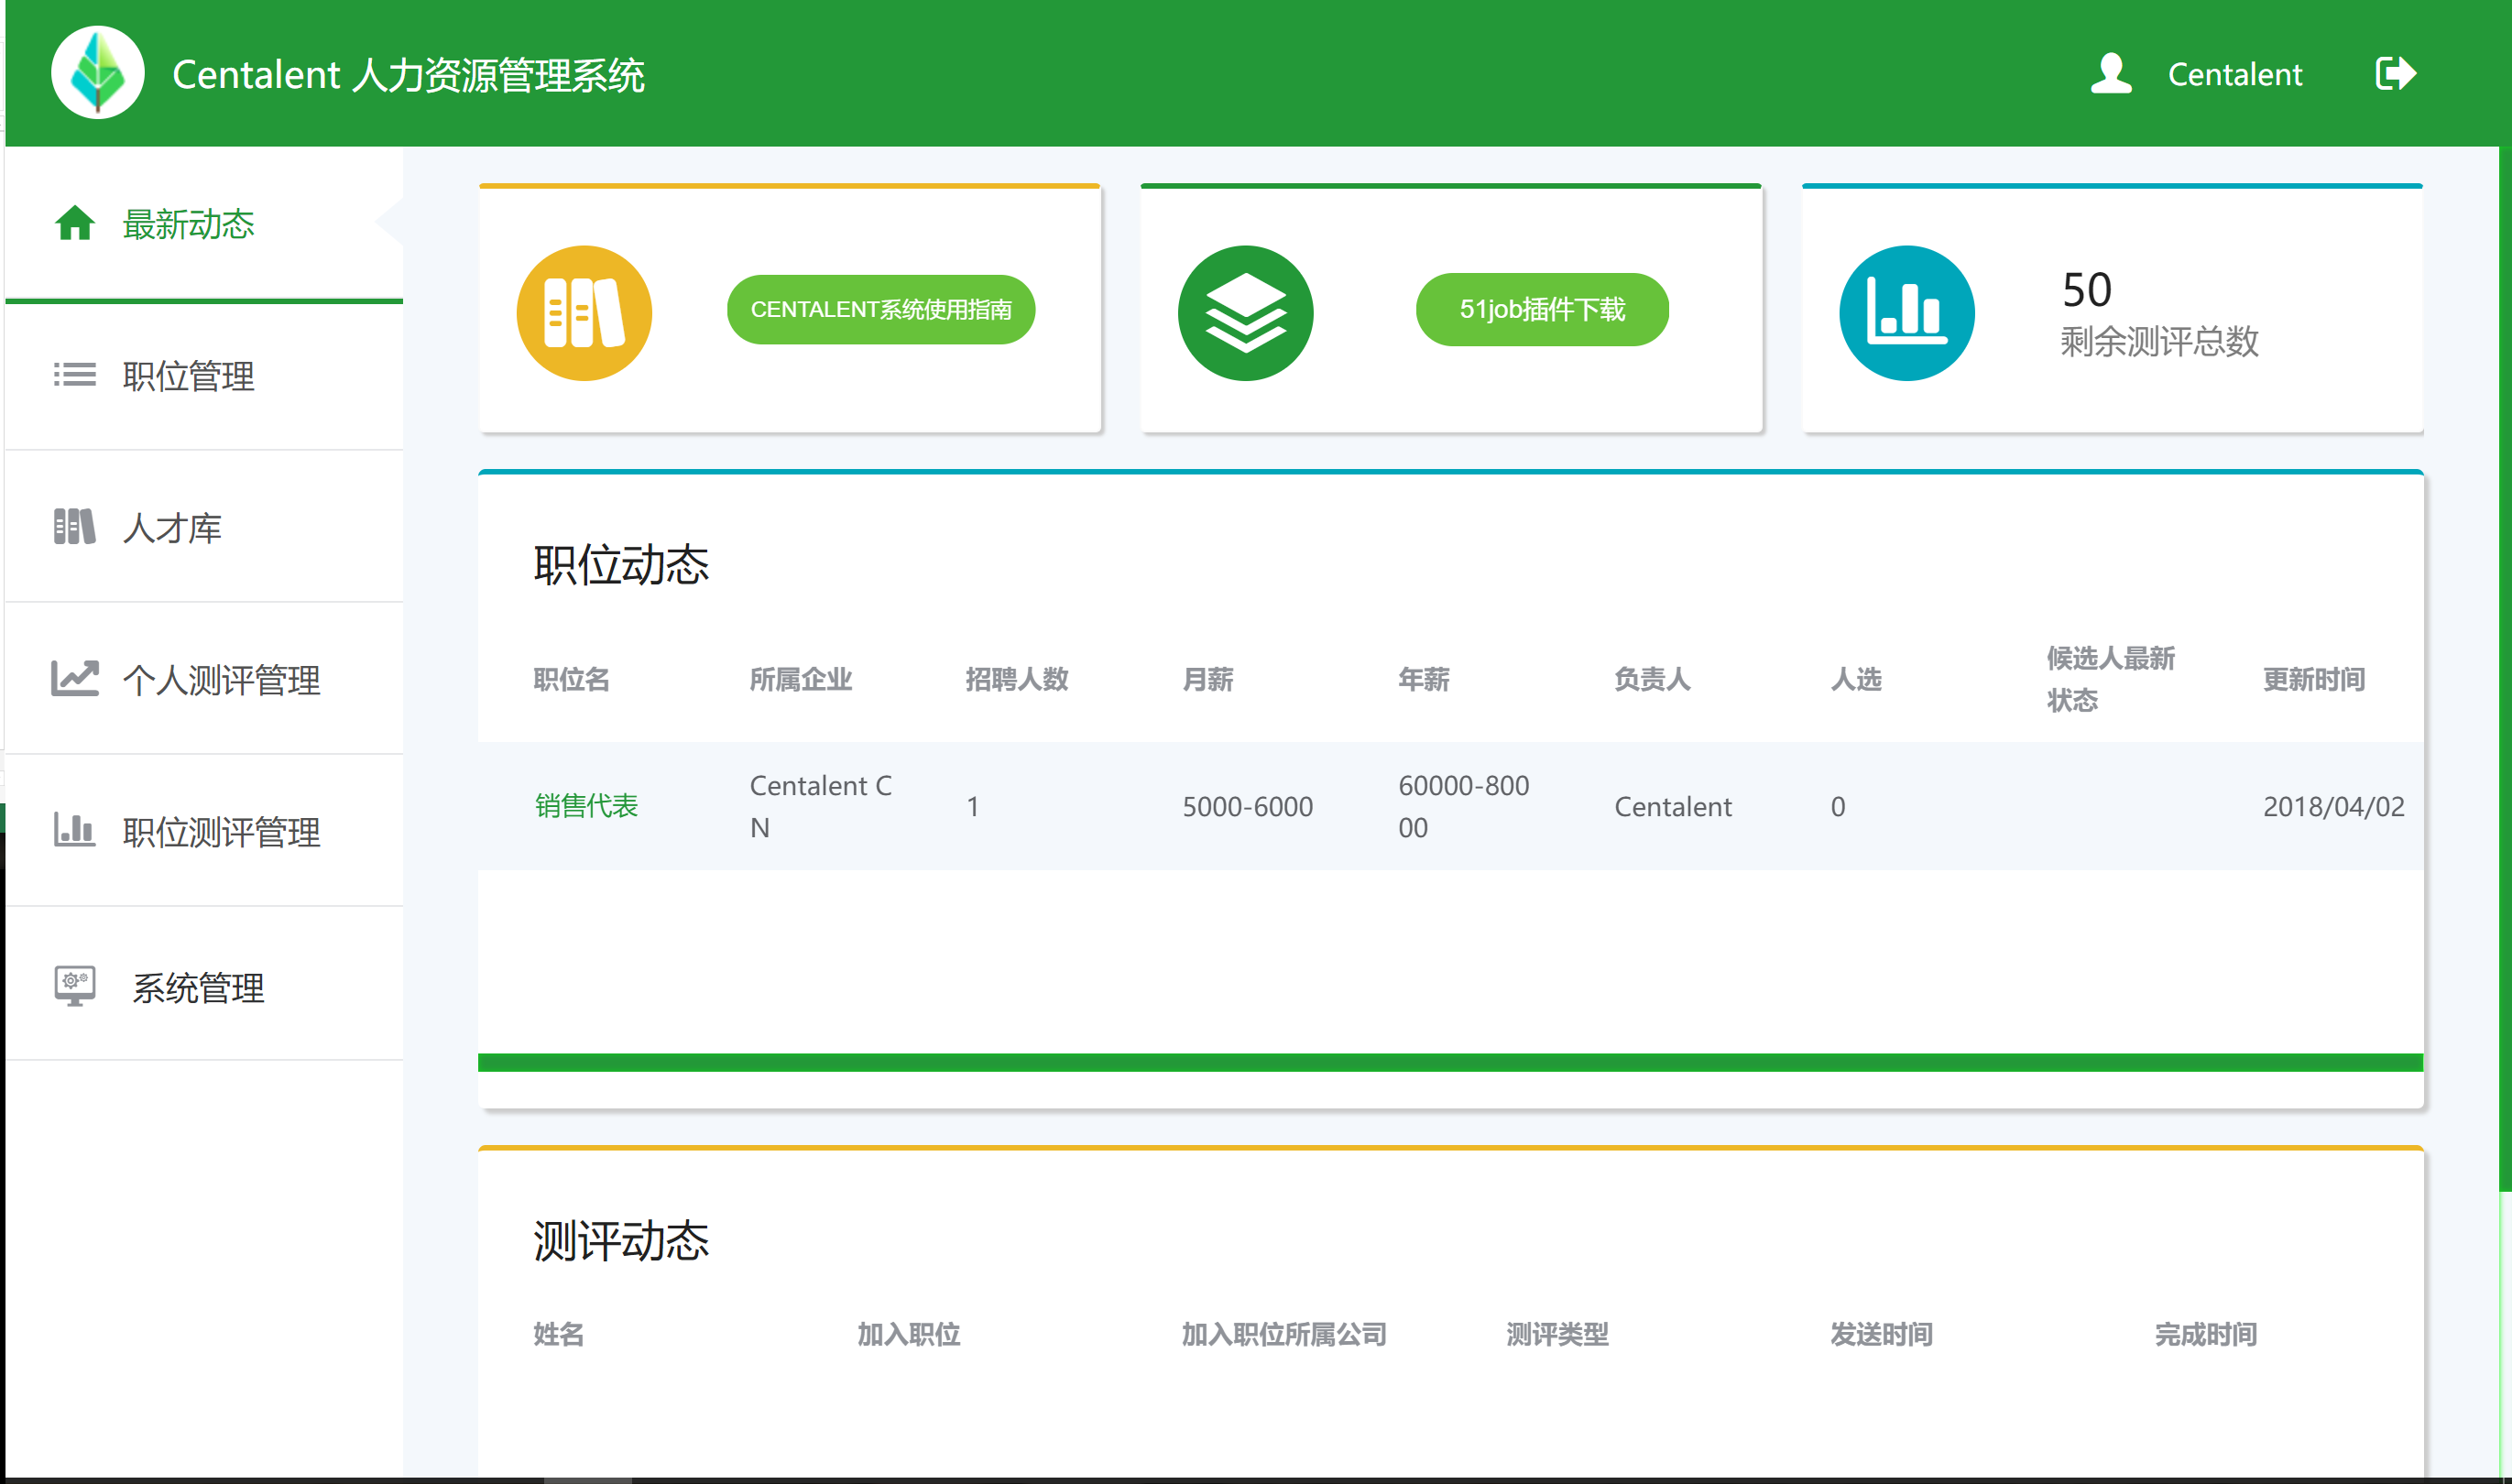 Centalent 人力资源管理系统
Centalent
最新动态
职位管理
人才库
个人测评管理
职位测评管理
系统管理
CENTALENT系统使用指南
51job插件下载
50
剩余测评总数
职位动态
职位名
所属企业
招聘人数
月薪
年薪
负责人
人选
候选人最新
状态
更新时间
销售代表
Centalent C
N
1
5000-6000
60000-800
00
Centalent
0
2018/04/02
测评动态
姓名
加入职位
加入职位所属公司
测评类型
发送时间
完成时间